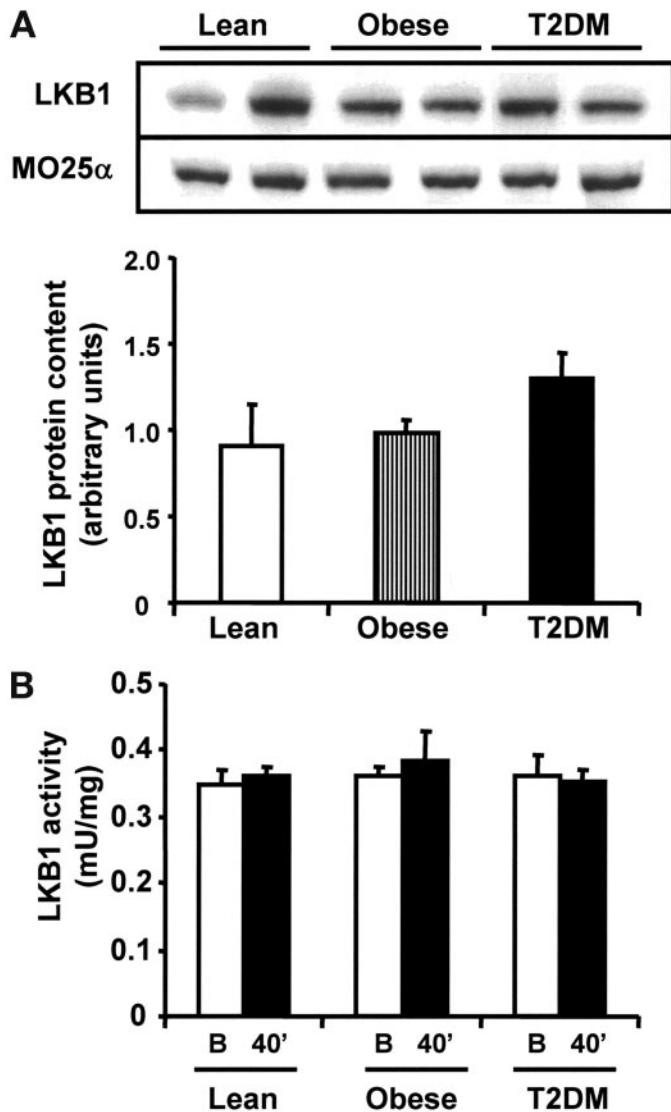 A
Lean Obese T2DM
LKB1
MO25α
LKB1 protein content
(arbitrary units)
2.0
1.5
1.0
0.5
0
Lean Obese T2DM
B
LKB1 activity
(mU/mg)
0.5
0.4
0.3
0.2
0.1
0
B 40' B 40' B 40'
Lean Obese T2DM